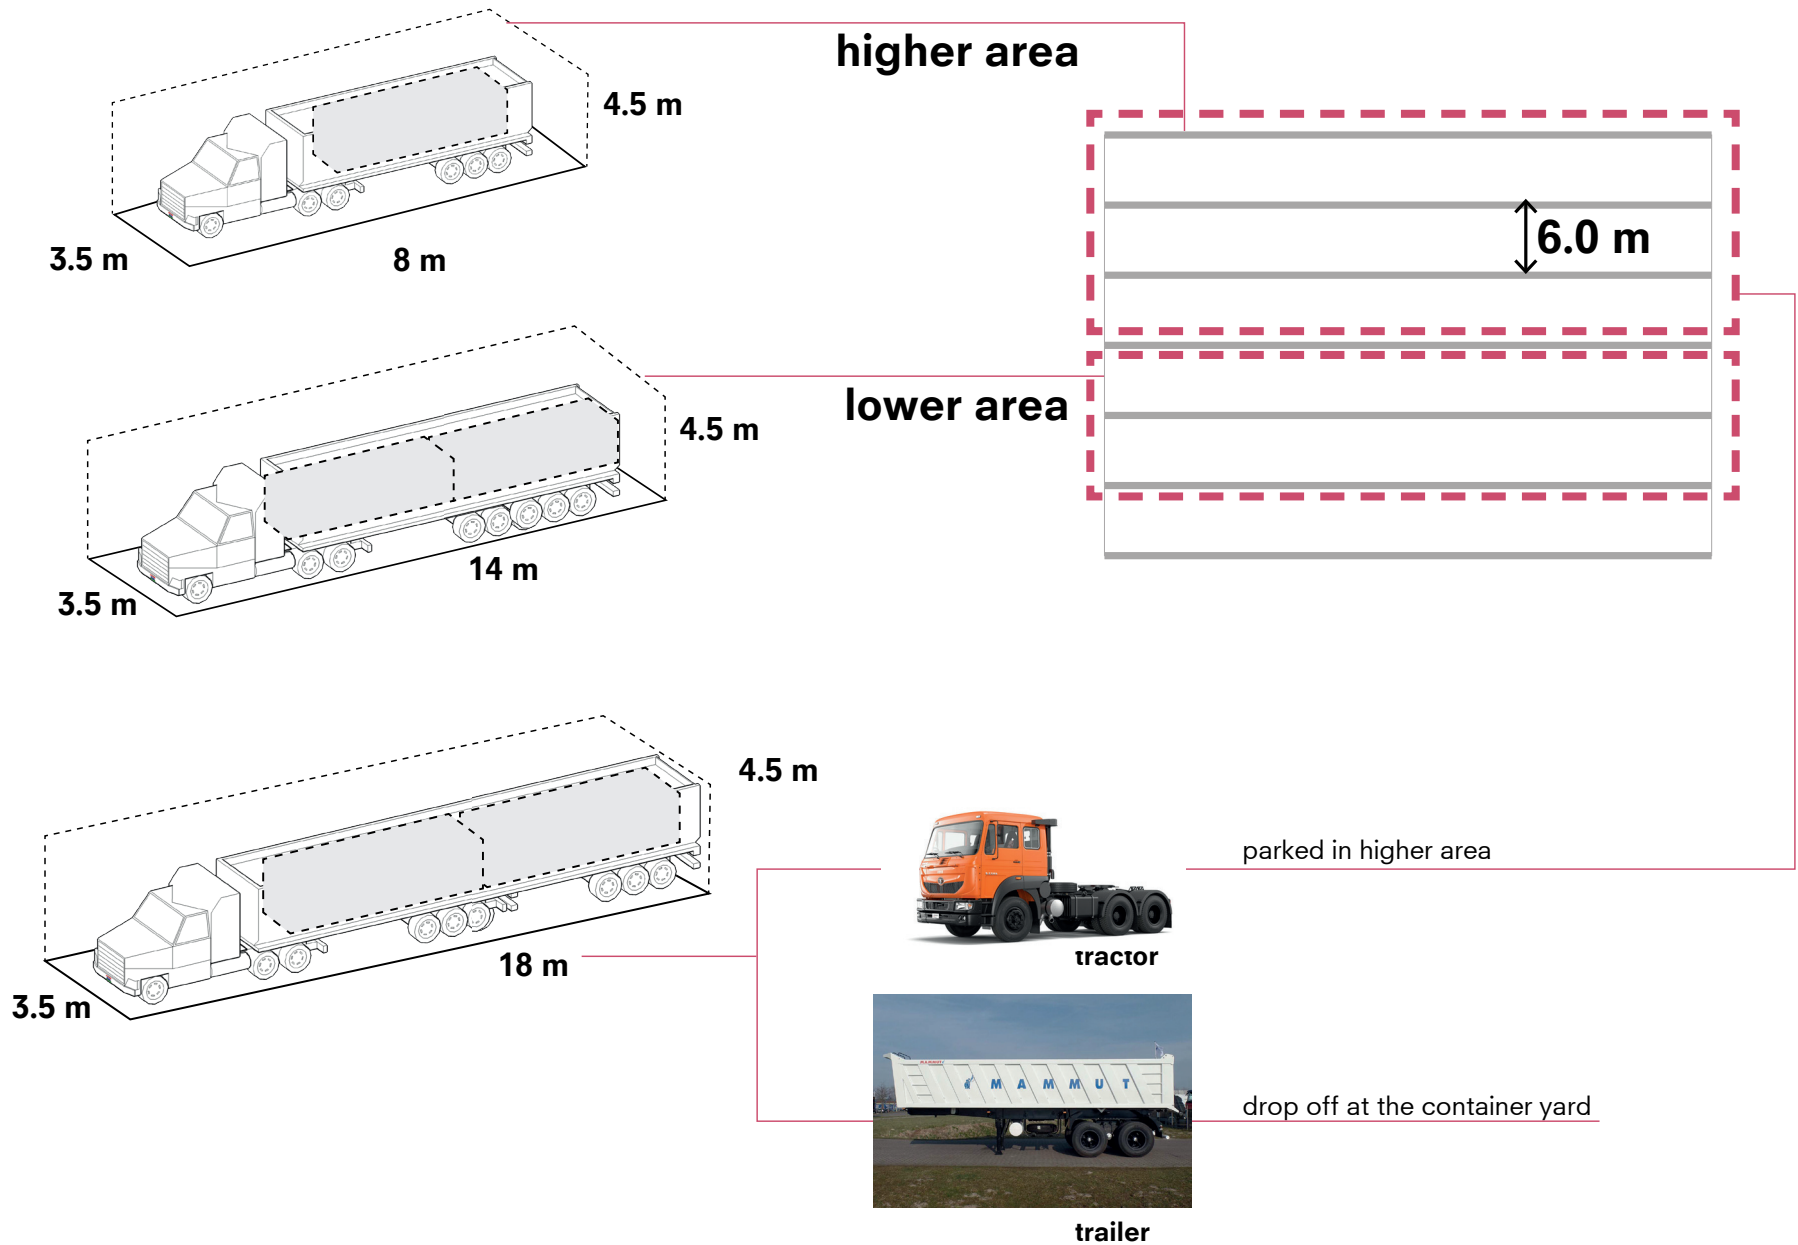 higher area
4.5 m
3.5 m
8 m
6.0 m
lower area
4.5 m
14 m
3.5 m
4.5 m
18 m
3.5 m
parked in higher area
tractor
MAMMUT
drop off at the container yard
trailer